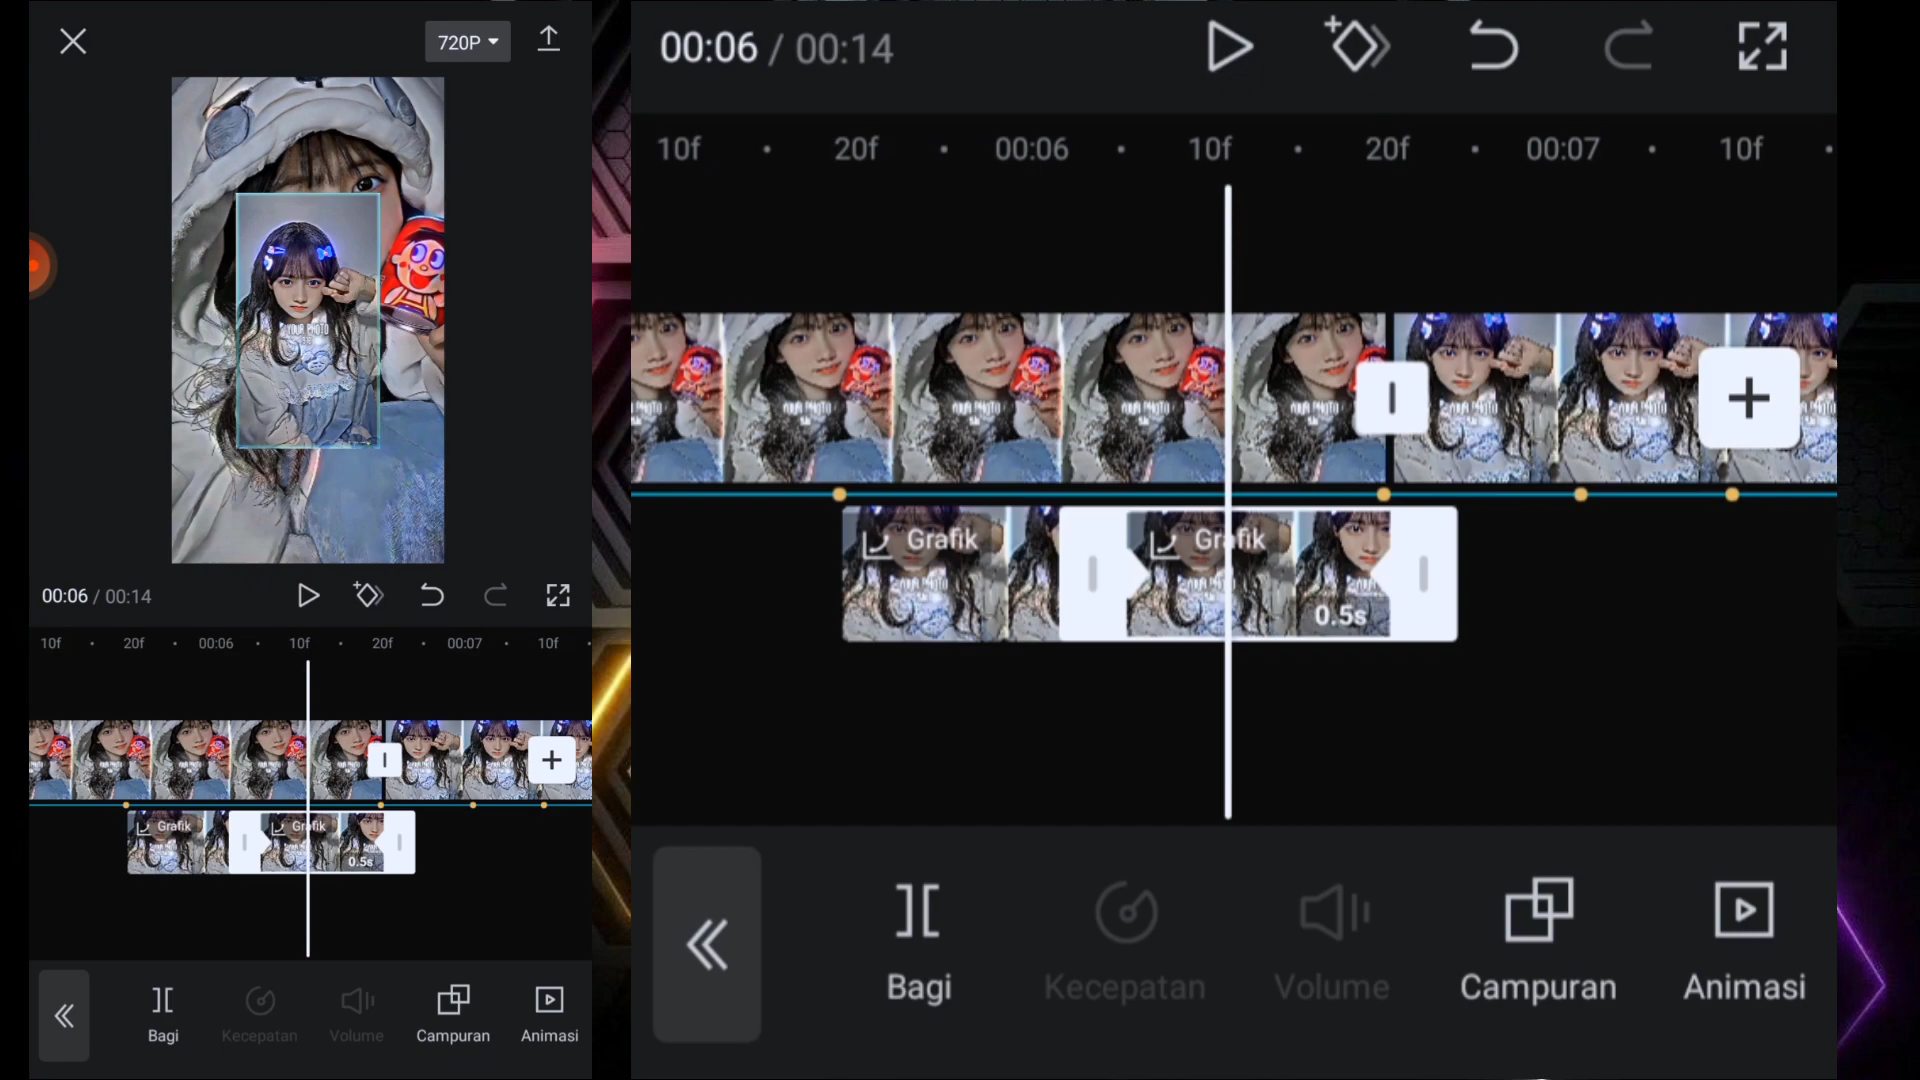 720P
YOUR PHOTO
00:06 / 00:14
10f 20f 00:06 10f 20f 00:07 10f
Grafik Grafik
0.5s
Bagi Kecepatan Volume Campuran Animasi
00:06 / 00:14
10f 20f 00:06 10f 20f 00:07 10f
Grafik Grafik
0.5s
Bagi Kecepatan Volume Campuran Animasi